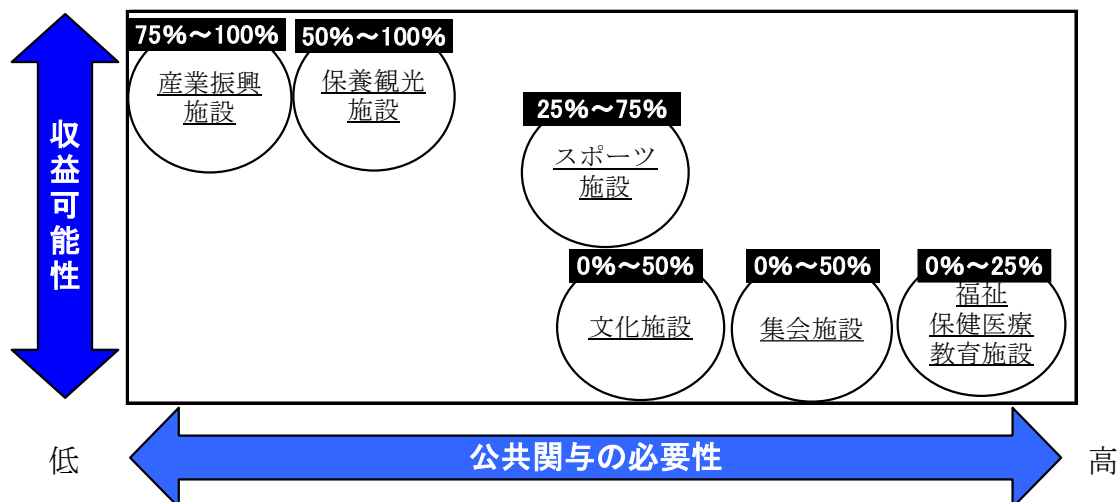 75%～100%
産業振興
施設
50%～100%
保養観光
施設
25%～75%
スポーツ
施設
収益可能性
0%～50%
文化施設
0%～50%
集会施設
0%～25%
福祉
保健医療
教育施設
低
公共関与の必要性
高